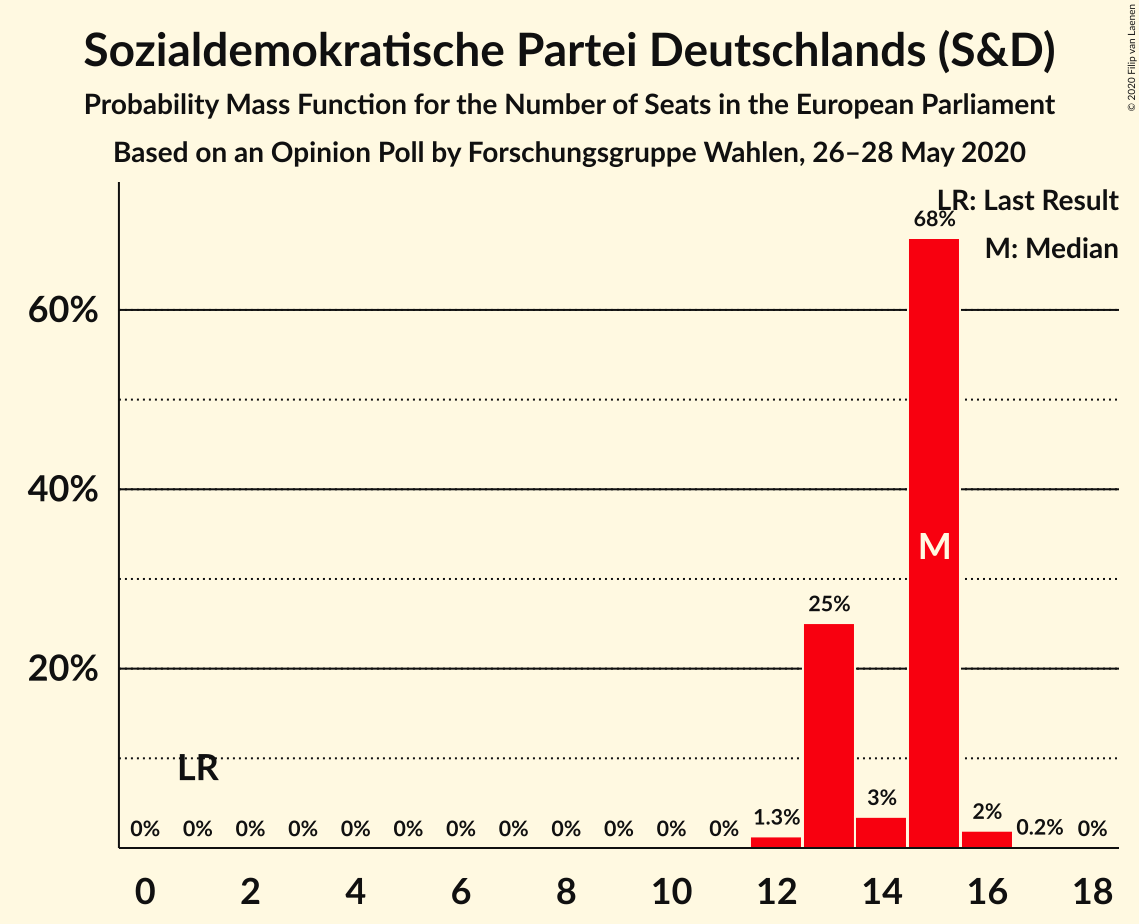 Sozialdemokratische Partei Deutschlands (S&D)
Probability Mass Function for the Number of Seats in the European Parliament
Based on an Opinion Poll by Forschungsgruppe Wahlen, 26–28 May 2020
© 2020 Filip van Laenen
LR: Last Result
M: Median
68%
60%
40%
M
25%
20%
LR
3%
0% 0% 0% 0% 0% 0% 0% 0% 0% 0% 0% 0% 1.3% 2% 0.2% 0%
0 2 4 6 8 10 12 14 16 18